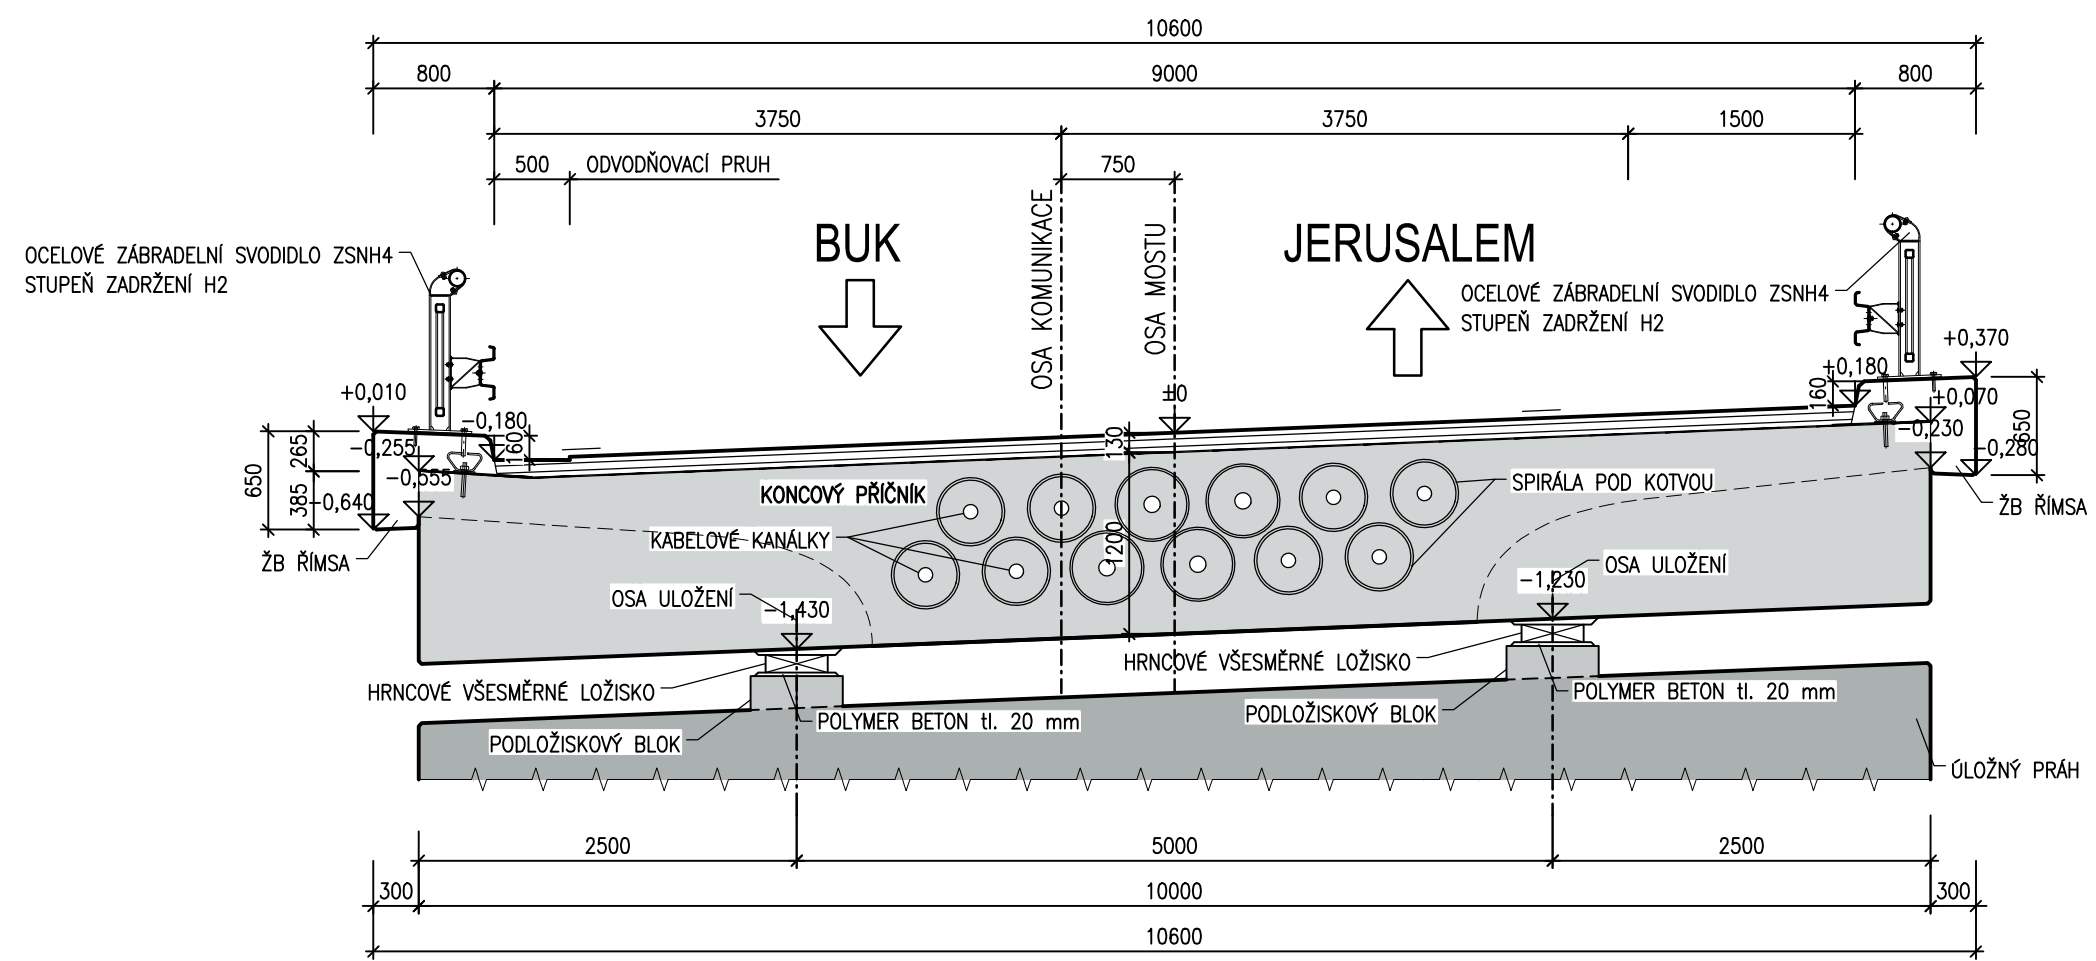 10600
800
9000
800
3750
3750
1500
500
ODVODŇOVACÍ PRUH
750
OSA KOMUNIKACE
OSA MOSTU
BUK
JERUSALEM
OCELOVÉ ZÁBRADELNÍ SVODIDLO ZSNH4
STUPEŇ ZADRŽENÍ H2
OCELOVÉ ZÁBRADELNÍ SVODIDLO ZSNH4
STUPEŇ ZADRŽENÍ H2
+0,370
+0,180
160
+0,010
±0
+0,070
-0,180
160
-0,230
650
-0,255
265
130
-0,280
650
385
-0,555
-0,640
KONCOVÝ PŘÍČNÍK
SPIRÁLA POD KOTVOU
ŽB ŘÍMSA
KABELOVÉ KANÁLKY
1200
ŽB ŘÍMSA
OSA ULOŽENÍ
-1,230
OSA ULOŽENÍ
-1,430
HRNCOVÉ VŠESMĚRNÉ LOŽISKO
HRNCOVÉ VŠESMĚRNÉ LOŽISKO
POLYMER BETON tl. 20 mm
POLYMER BETON tl. 20 mm
PODLOŽISKOVÝ BLOK
PODLOŽISKOVÝ BLOK
ÚLOŽNÝ PRÁH
2500
5000
2500
300
10000
300
10600